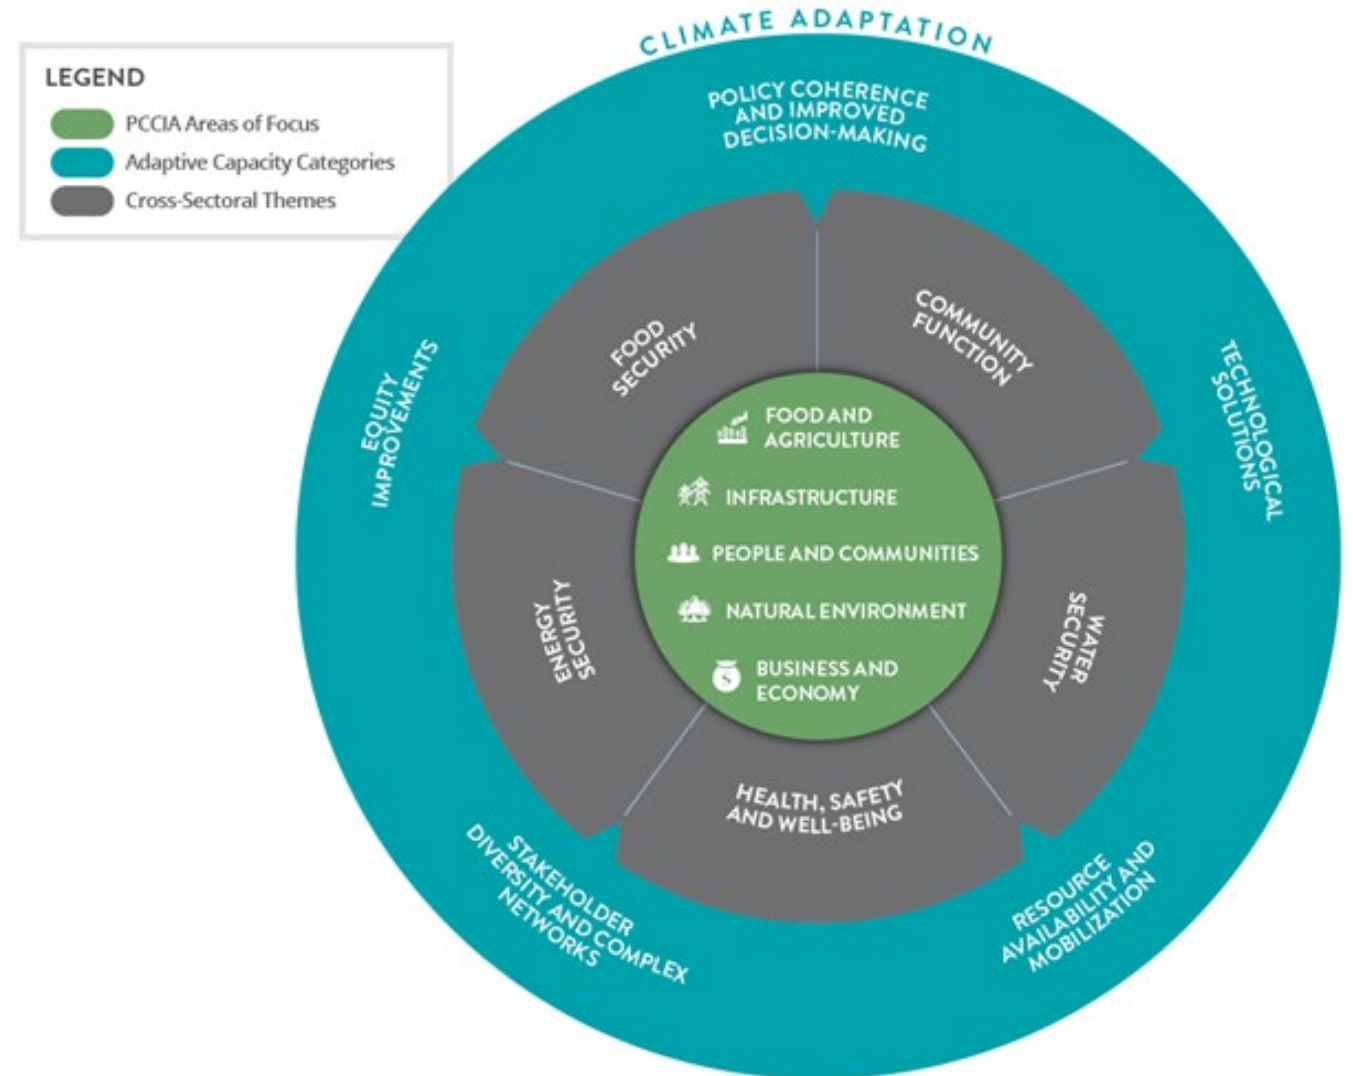 CLIMATE ADAPTATION
LEGEND
PCCIA Areas of Focus
Adaptive Capacity Categories
Cross-Sectoral Themes
POLICY COHERENCE
AND IMPROVED
DECISION-MAKING
FOOD
SECURITY
COMMUNITY
FUNCTION
EQUITY
IMPROVEMENTS
TECHNOLOGICAL
SOLUTIONS
FOOD AND
AGRICULTURE
INFRASTRUCTURE
PEOPLE AND COMMUNITIES
NATURAL ENVIRONMENT
BUSINESS AND
ECONOMY
ENERGY
SECURITY
WATER
SECURITY
HEALTH, SAFETY
AND WELL-BEING
STAKEHOLDER
DIVERSITY AND COMPLEX
NETWORKS
RESOURCE
AVAILABILITY AND
MOBILIZATION